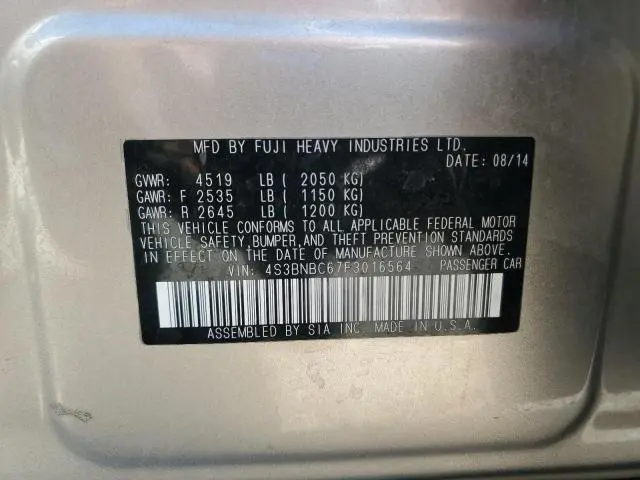 MFD BY FUJI HEAVY INDUSTRIES LTD.
DATE: 08/14
GVWR: 4519 LB ( 2050 KG)
GAWR: F 2535 LB ( 1150 KG)
GAWR: R 2645 LB ( 1200 KG)
THIS VEHICLE CONFORMS TO ALL APPLICABLE FEDERAL MOTOR
VEHICLE SAFETY,BUMPER,AND THEFT PREVENTION STANDARDS
IN EFFECT ON THE DATE OF MANUFACTURE SHOWN ABOVE.
VIN: 4S3BNBC67F3016564 PASSENGER CAR
ASSEMBLED BY SIA INC. MADE IN U.S.A.